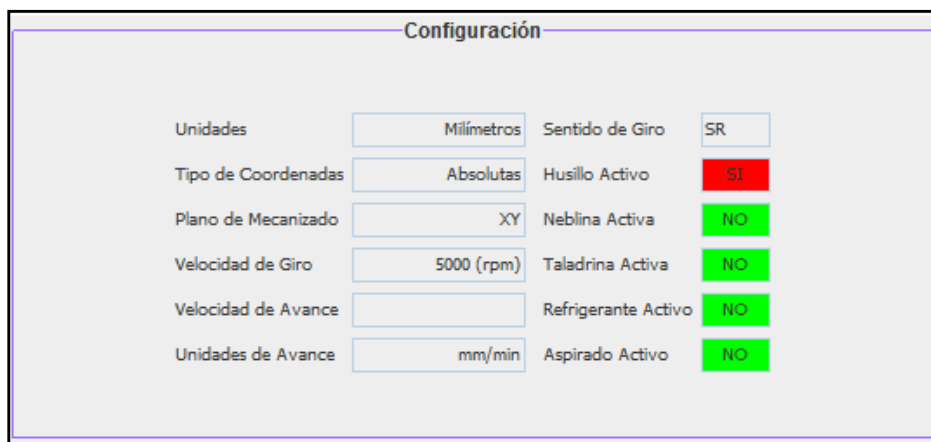 Configuración
Unidades Milímetros Sentido de Giro SR
Tipo de Coordenadas Absolutas Husillo Activo SI
Plano de Mecanizado XY Neblina Activa NO
Velocidad de Giro 5000 (rpm) Taladrina Activa NO
Velocidad de Avance Refrigerante Activo NO
Unidades de Avance mm/min Aspirado Activo NO